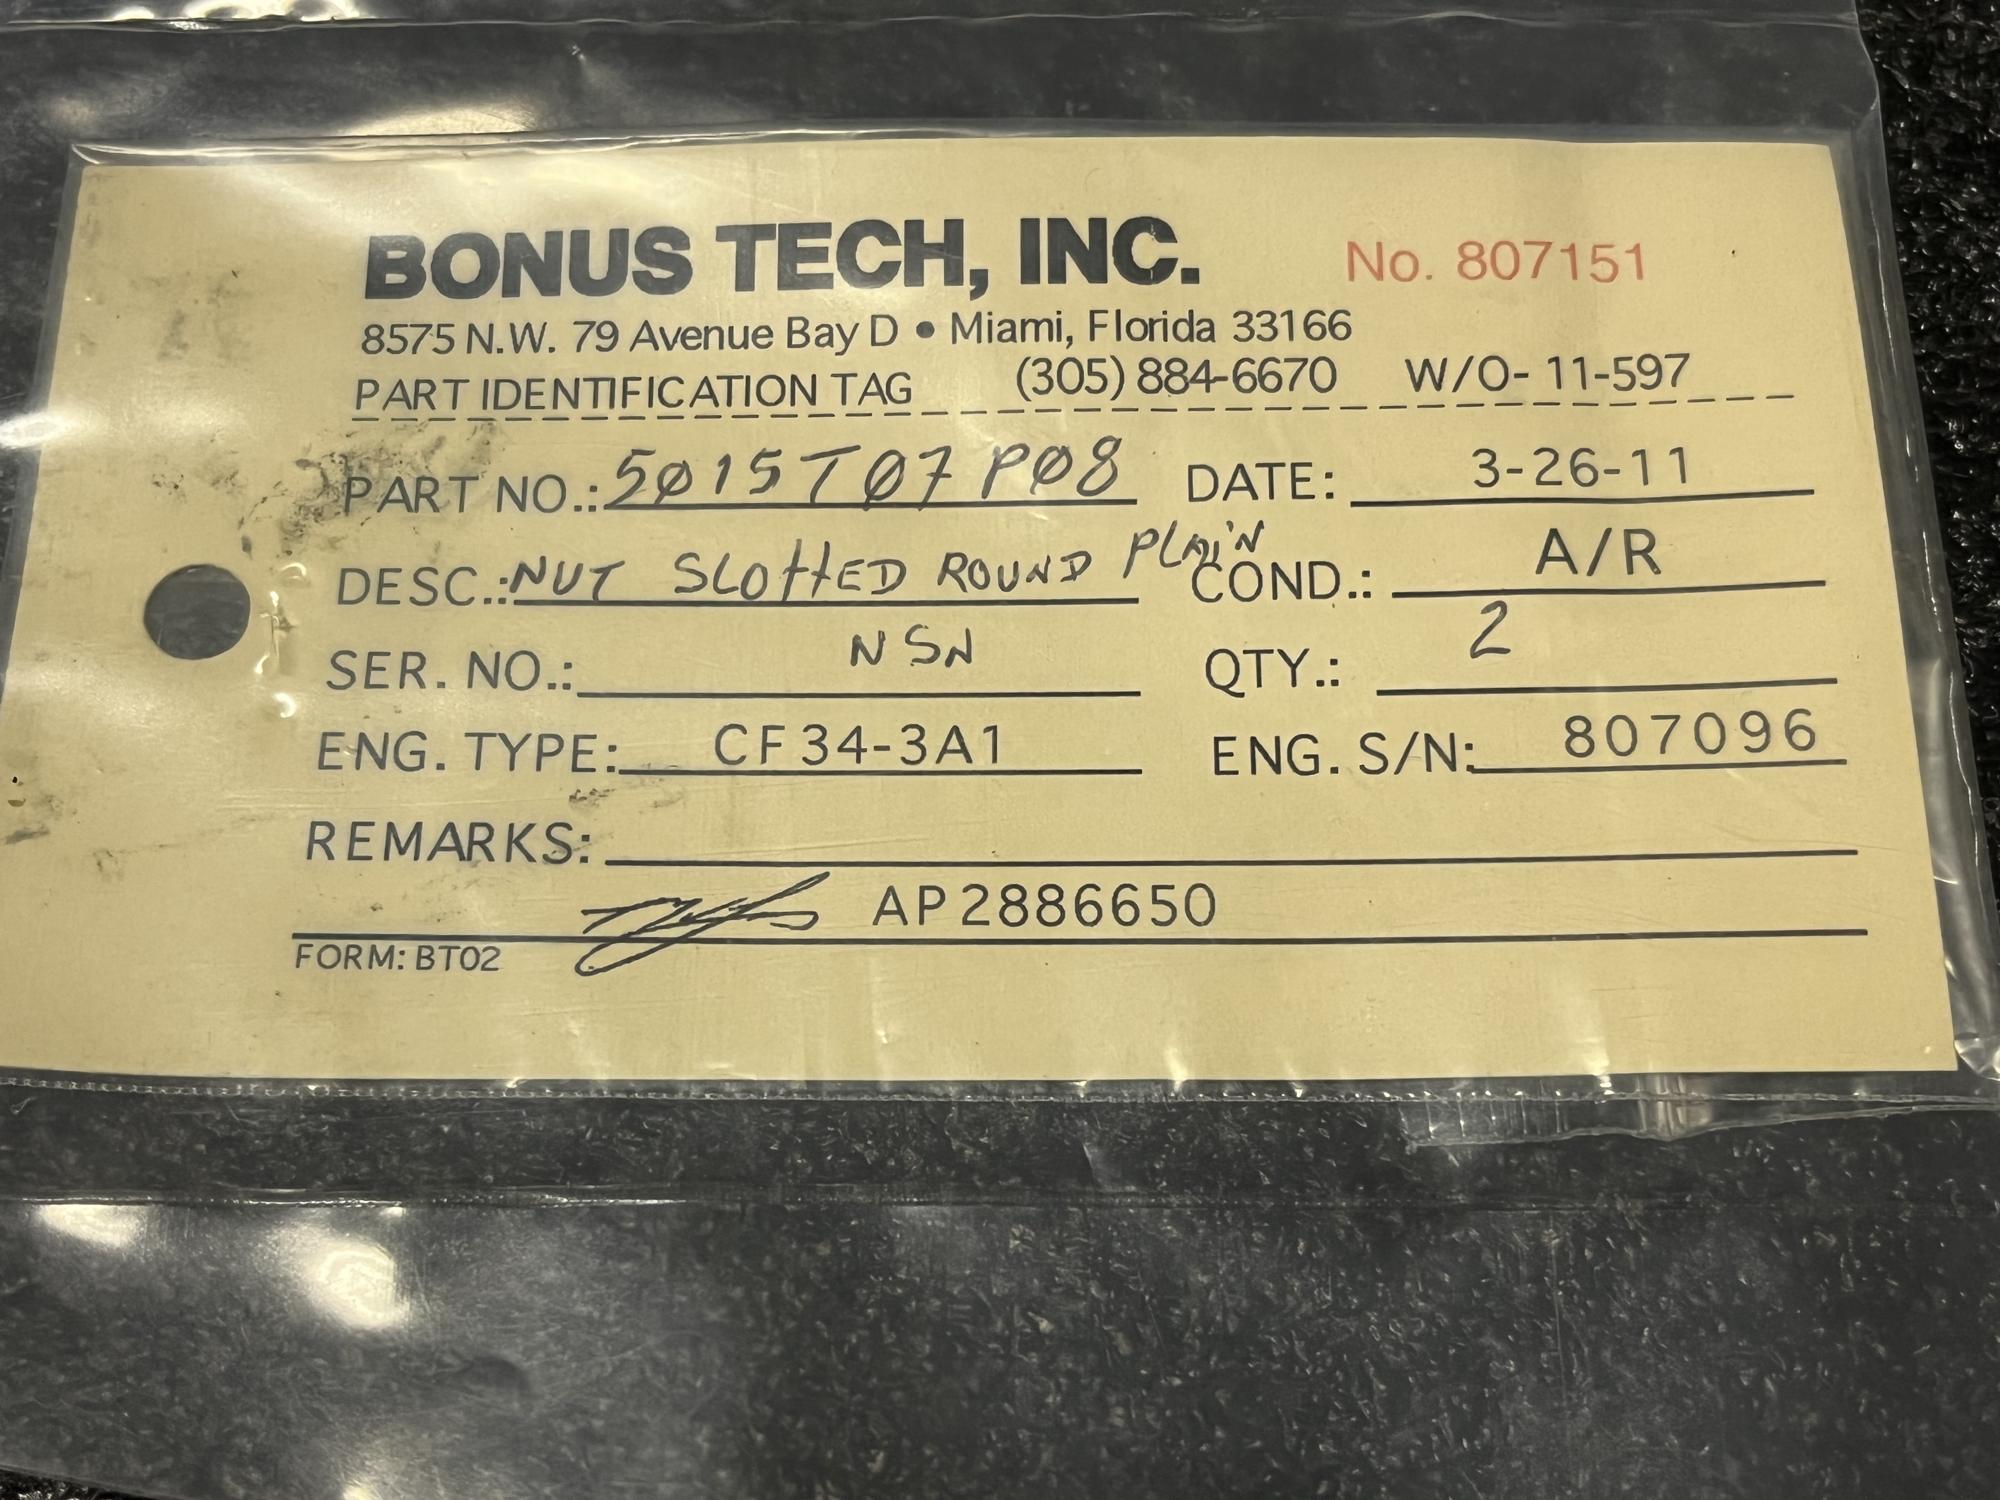 BONUS TECH, INC. No. 807151
8575 N.W. 79 Avenue Bay D • Miami, Florida 33166
PART IDENTIFICATION TAG (305) 884-6670 W/O- 11-597
PART NO.: 5015T07P08 DATE: 3-26-11
DESC.: NUT SLOTTED ROUND PLAIN COND.: A/R
SER. NO.: NSN QTY.: 2
ENG. TYPE: CF34-3A1 ENG. S/N: 807096
REMARKS:
AP2886650
FORM: BT02